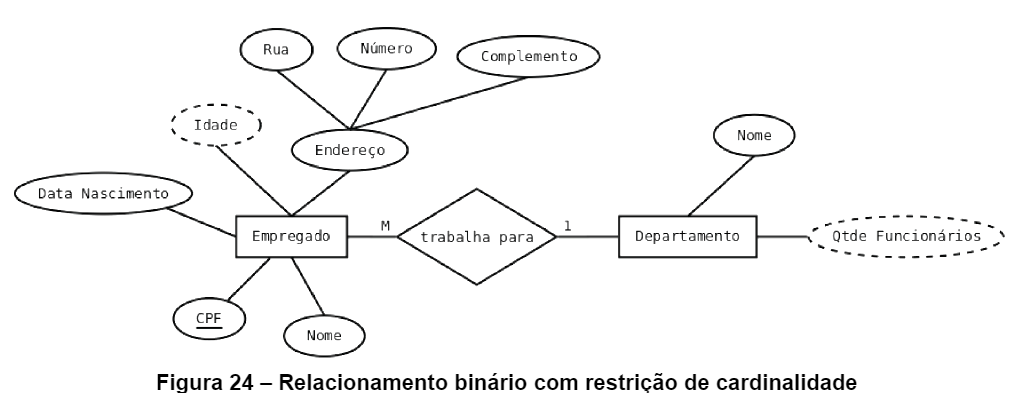 Rua
Número
Complemento
Idade
Endereço
Nome
Data Nascimento
Empregado
M
trabalha para
1
Departamento
Qtde Funcionários
CPF
Nome
Figura 24 – Relacionamento binário com restrição de cardinalidade